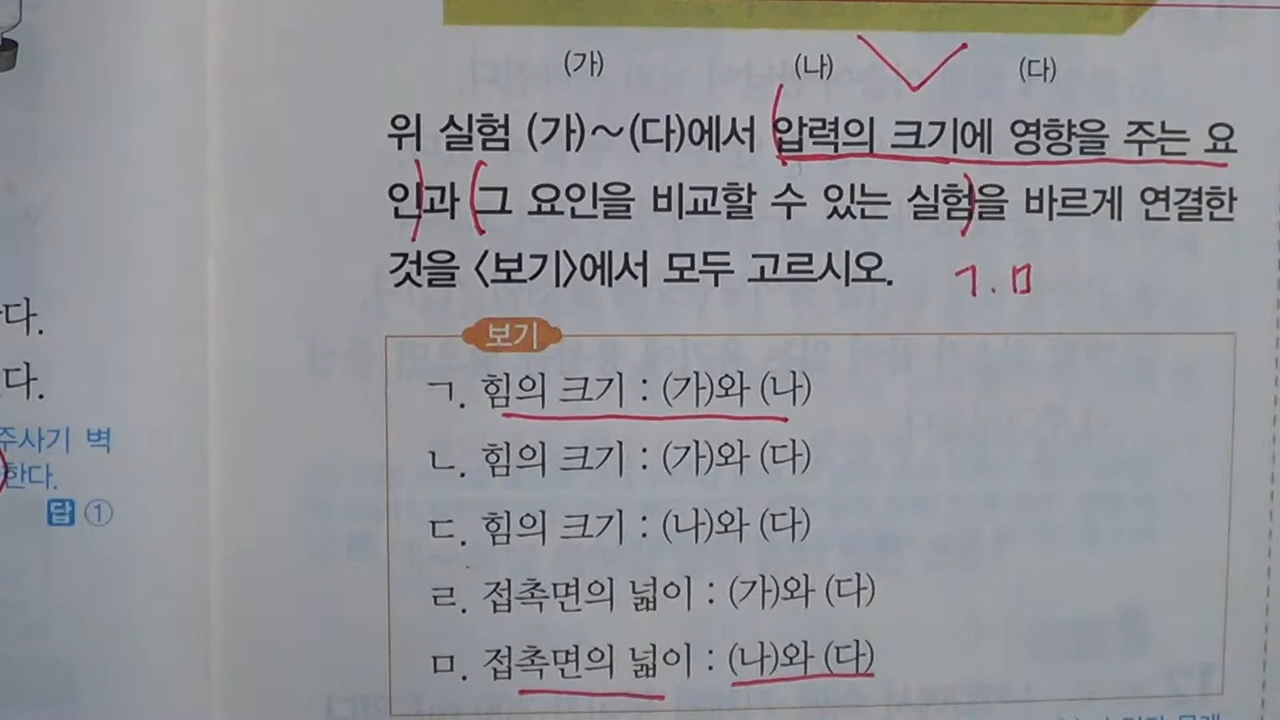 (가) (나) (다)
위 실험 (가)~(다)에서 압력의 크기에 영향을 주는 요
인과 그 요인을 비교할 수 있는 실험을 바르게 연결한
것을 <보기>에서 모두 고르시오. ㄱ. ㅁ
보기
ㄱ. 힘의 크기 : (가)와 (나)
ㄴ. 힘의 크기 : (가)와 (다)
ㄷ. 힘의 크기 : (나)와 (다)
ㄹ. 접촉면의 넓이 : (가)와 (다)
ㅁ. 접촉면의 넓이 : (나)와 (다)
다.
다.
주사기 벽
한다.
답 ①